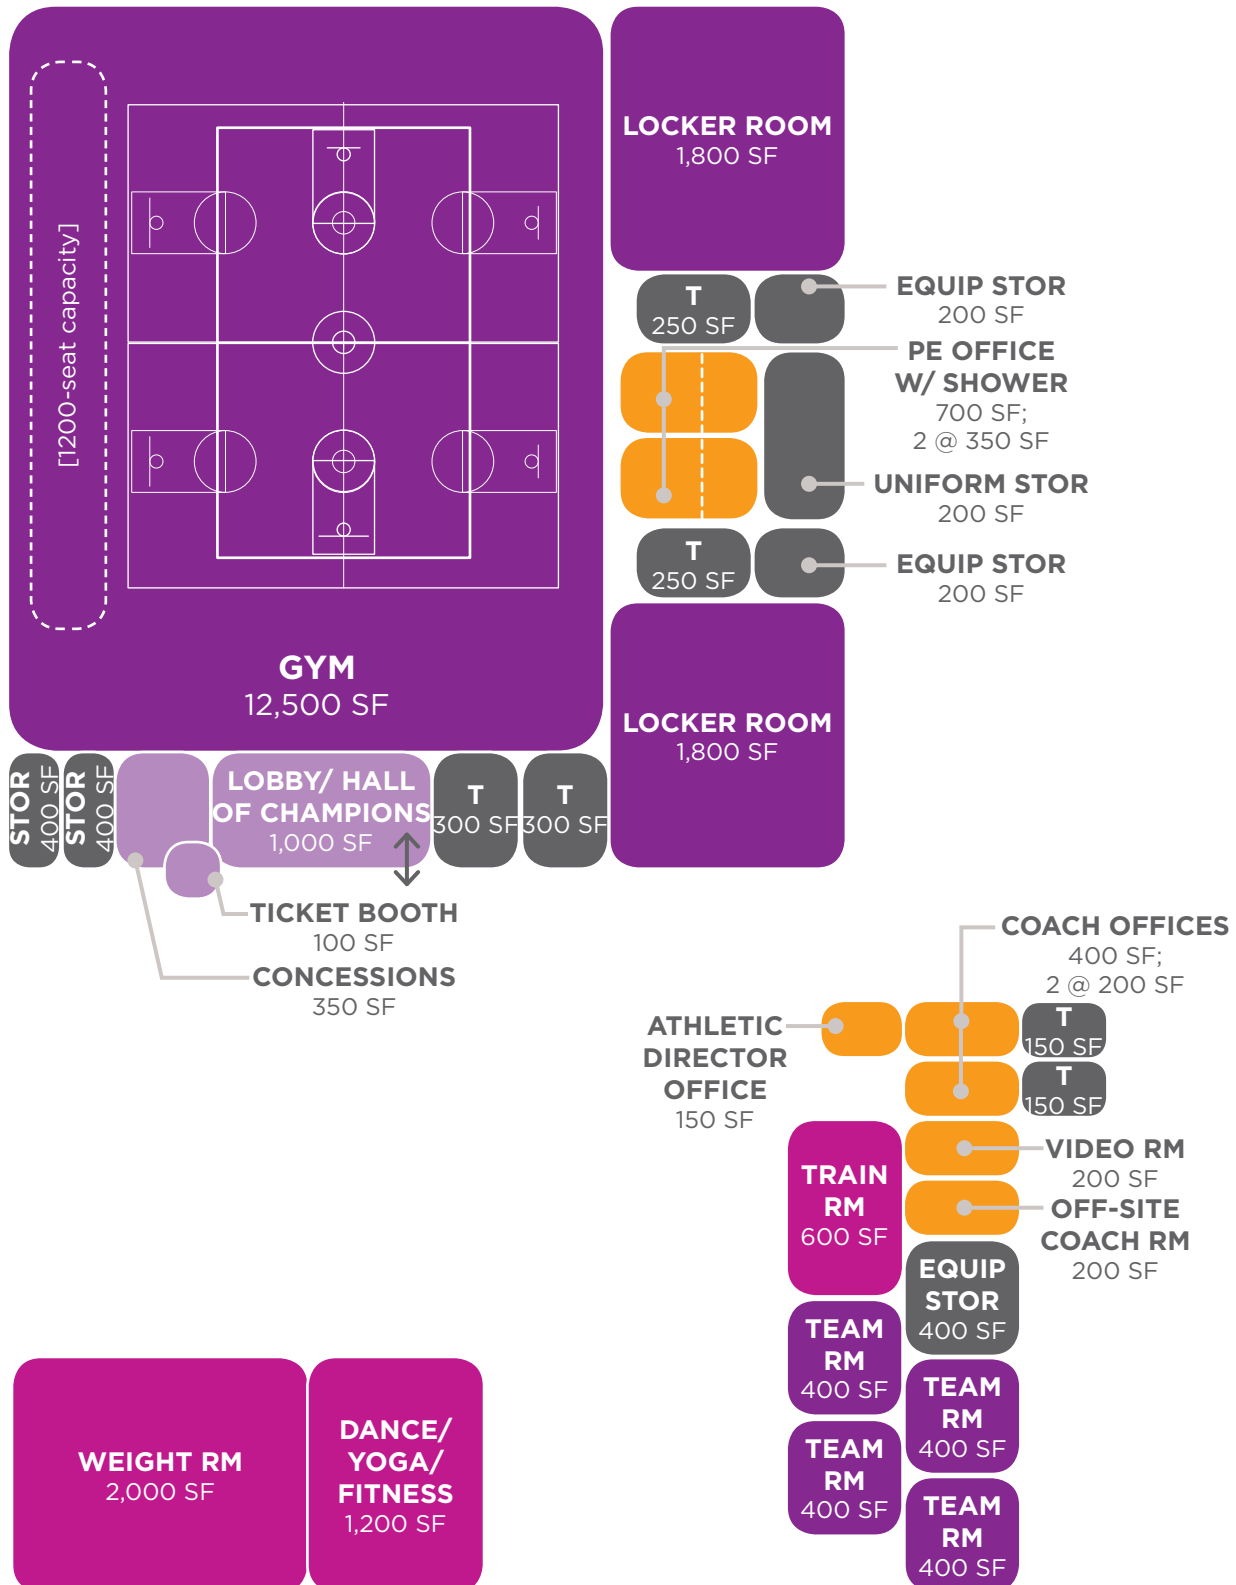 [1200-seat capacity]
GYM
12,500 SF
LOCKER ROOM
1,800 SF
T
250 SF
EQUIP STOR
200 SF
PE OFFICE
W/ SHOWER
700 SF;
2 @ 350 SF
UNIFORM STOR
200 SF
T
250 SF
EQUIP STOR
200 SF
LOCKER ROOM
1,800 SF
STOR
400 SF
STOR
400 SF
LOBBY/ HALL
OF CHAMPIONS
1,000 SF
T
300 SF
T
300 SF
TICKET BOOTH
100 SF
CONCESSIONS
350 SF
COACH OFFICES
400 SF;
2 @ 200 SF
ATHLETIC
DIRECTOR
OFFICE
150 SF
T
150 SF
T
150 SF
TRAIN
RM
600 SF
VIDEO RM
200 SF
OFF-SITE
COACH RM
200 SF
EQUIP
STOR
400 SF
TEAM
RM
400 SF
TEAM
RM
400 SF
TEAM
RM
400 SF
TEAM
RM
400 SF
WEIGHT RM
2,000 SF
DANCE/
YOGA/
FITNESS
1,200 SF